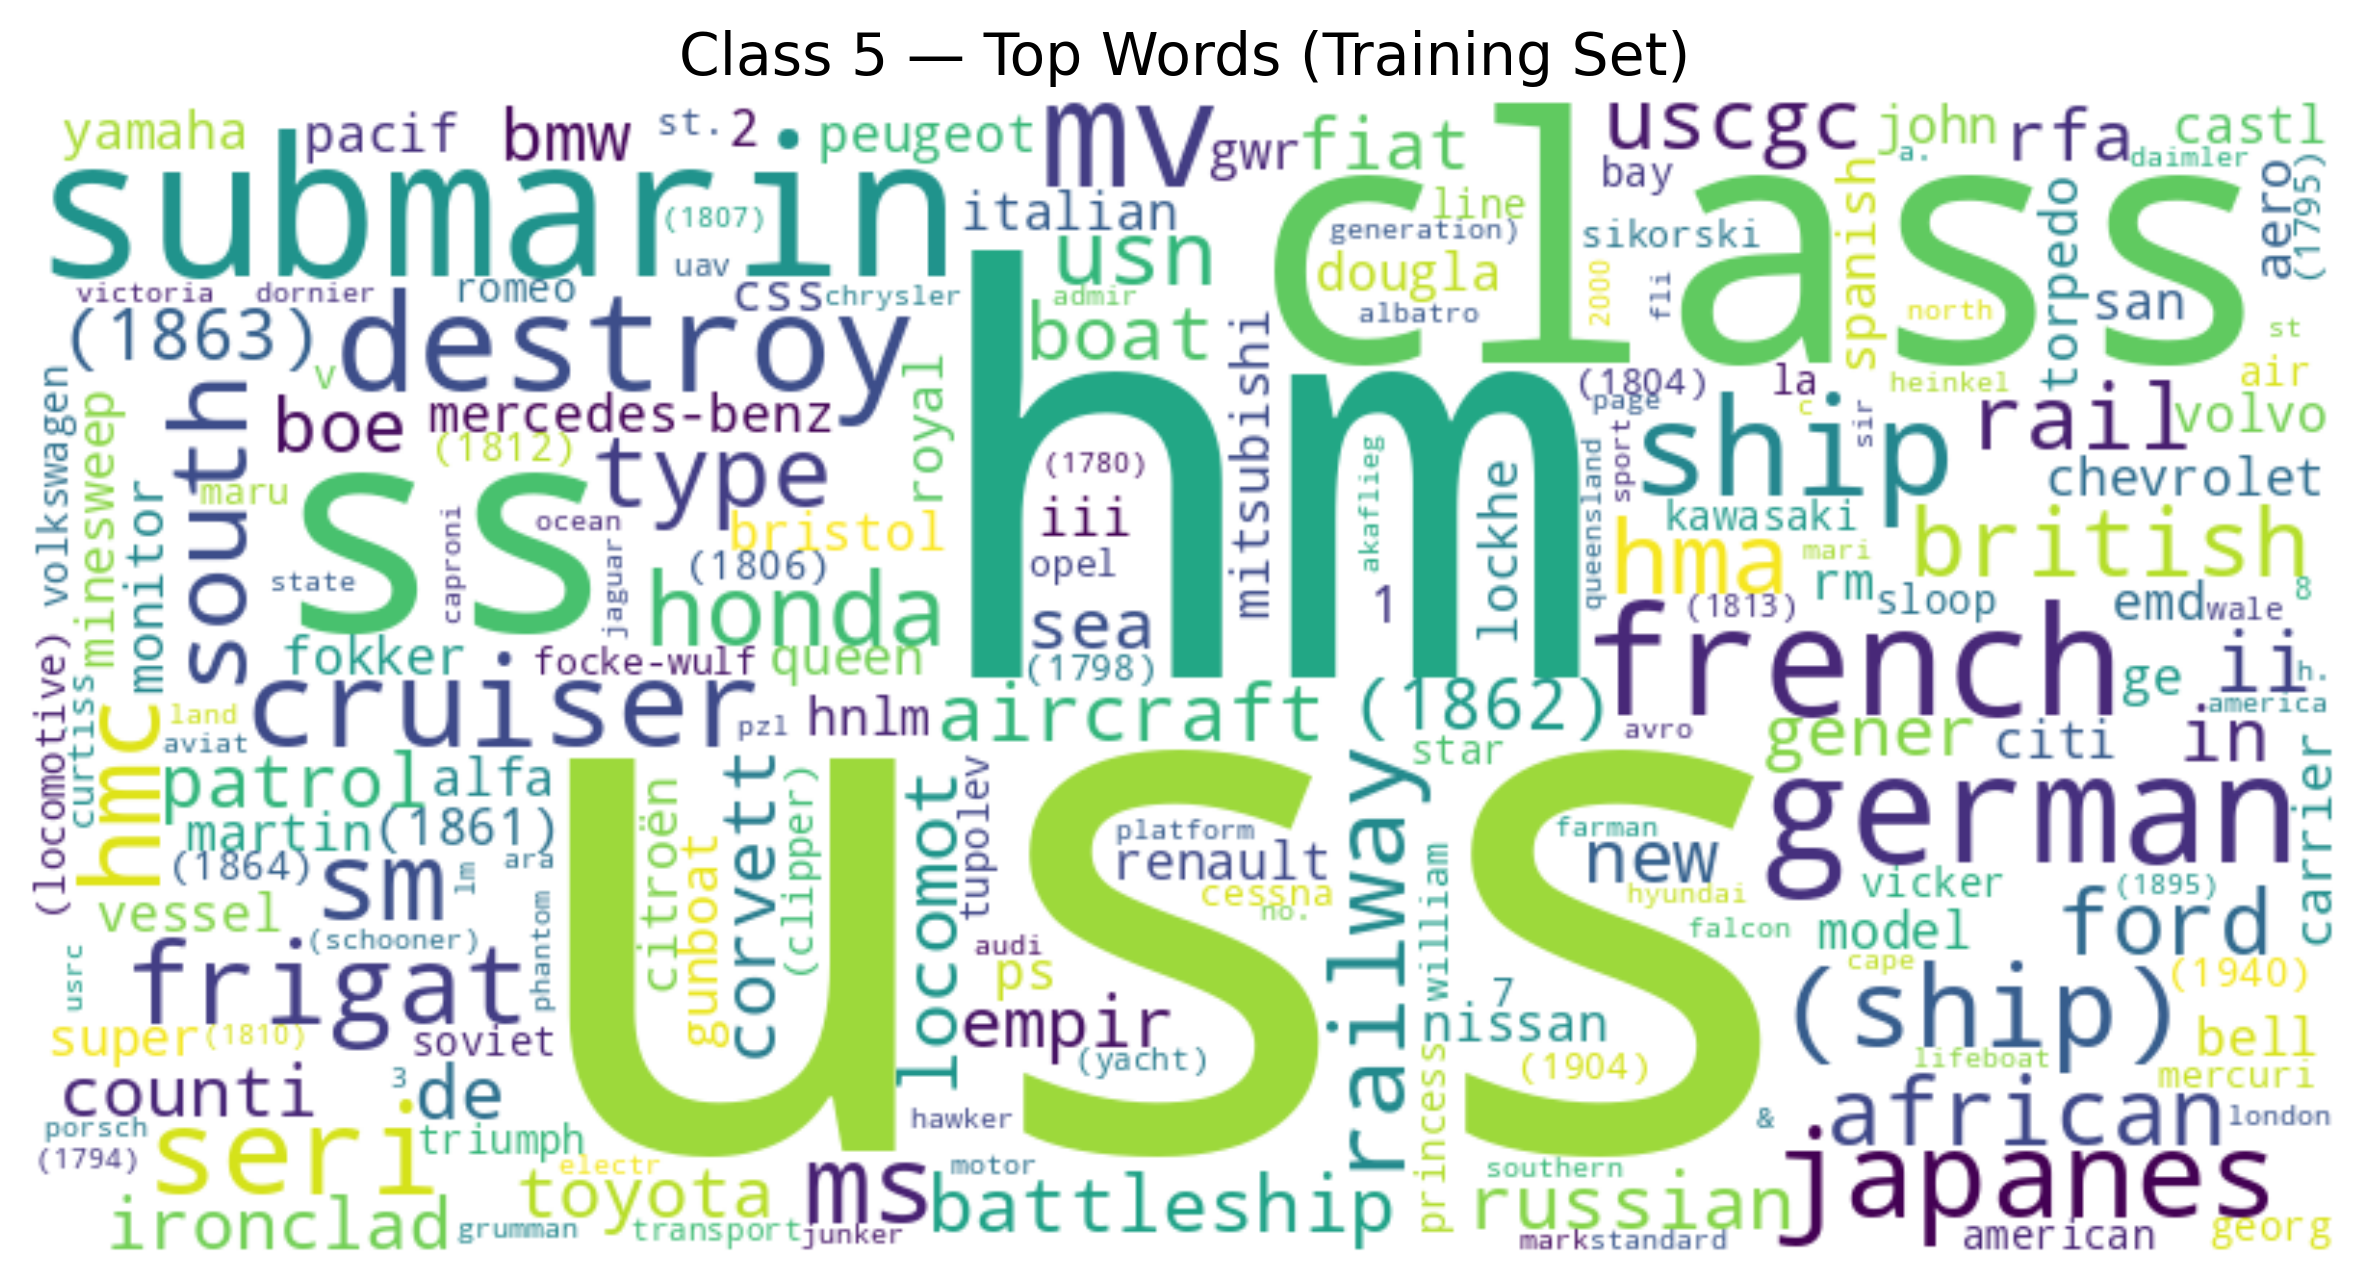 Class 5 — Top Words (Training Set)
yamaha
pacif
bmw
st.
2
peugeot
mv
gwr
fiat
class
uscgc
john
rfa
castl
a.
daimler
submarin
(1807)
italian
line
bay
spanish
torpedo
aero
(1795)
uav
usn
generation)
sikorski
dougla
victoria
dornier
romeo
css
chrysler
admir
albatro
2000
fli
north
san
st
(1863)
destroy
boat
hm
mitsubishi
v
royal
(1804)
la
heinkel
air
volkswagen
minesweep
south
boe
mercedes-benz
page
c
sir
ship
rail
volvo
(1812)
type
(1780)
akaflieg
lockhe
queensland
sport
chevrolet
monitor
maru
ss
caproni
ocean
jaguar
bristol
iii
kawasaki
british
state
(1806)
opel
hma
mari
rm
sloop
emd
wale
8
honda
sea
1
(1813)
french
(locomotive)
fokker
focke-wulf
queen
(1798)
ge
ii
h.
america
curtiss
hmc
land
aviat
cruiser
pzl
hnlm
aircraft
(1862)
avro
gener
citi
in
star
patrol
alfa
uss
citroën
gunboat
corvett
(clipper)
locomot
tupolev
railway
german
carrier
martin
(1861)
platform
renault
farman
new
(1864)
sm
lm
ara
cessna
no.
william
hyundai
vicker
(1895)
vessel
(schooner)
phantom
audi
falcon
model
ford
usrc
frigat
ps
7
cape
(ship)
(1940)
super
(1810)
soviet
empir
(yacht)
nissan
(1904)
lifeboat
bell
mercuri
counti
3
de
hawker
princess
&
african
london
porsch
(1794)
seri
triumph
electr
toyota
ms
motor
battleship
southern
russian
japanes
ironclad
grumman
transport
junker
mark
standard
american
georg